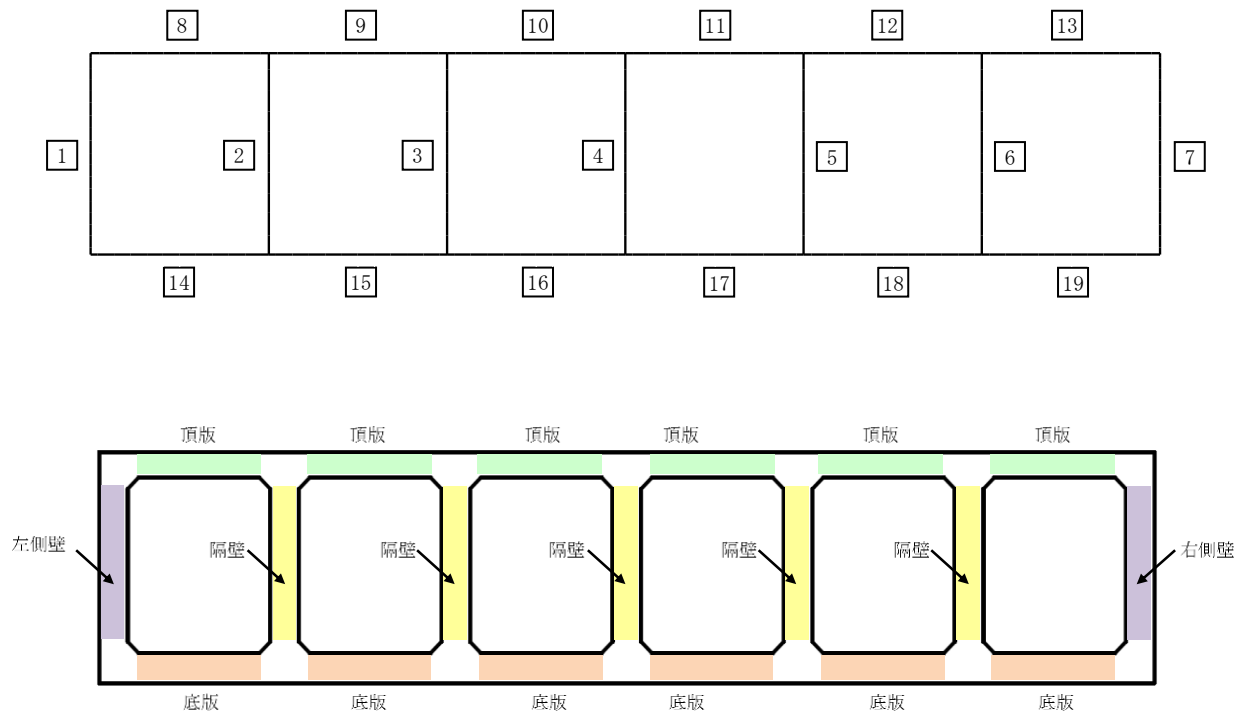 8 9 10 11 12 13
1 2 3 4 5 6 7
14 15 16 17 18 19
頂版 頂版 頂版 頂版 頂版 頂版
左側壁 隔壁 隔壁 隔壁 隔壁 隔壁 右側壁
底版 底版 底版 底版 底版 底版